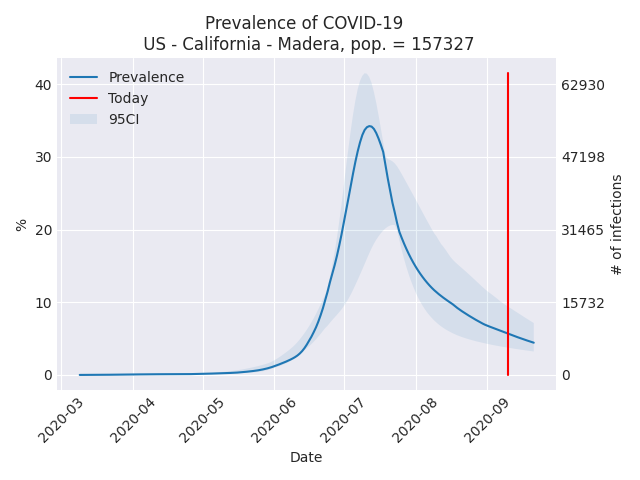 Prevalence of COVID-19
US - California - Madera, pop. = 157327
Prevalence
Today
95CI
40
30
20
10
0
%
62930
47198
31465
15732
0
# of infections
2020-03
2020-04
2020-05
2020-06
2020-07
2020-08
2020-09
Date